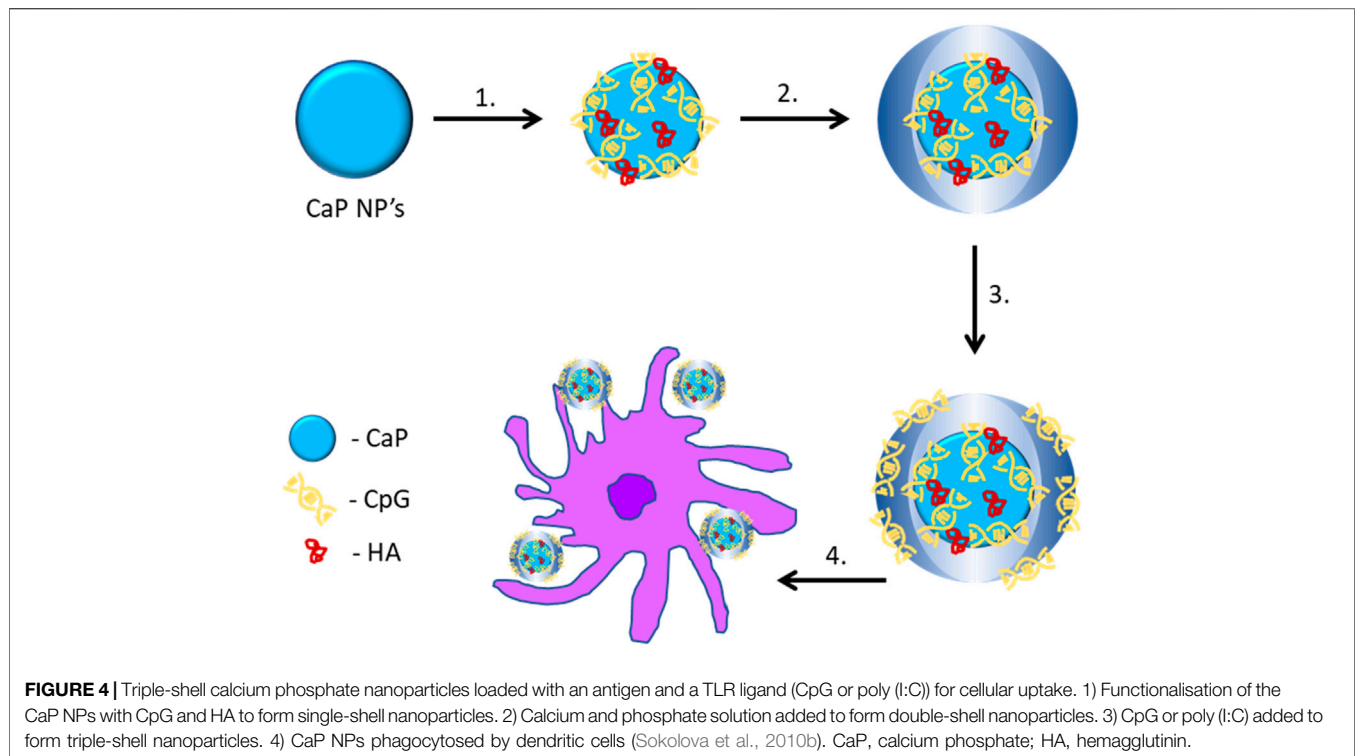 1.
2.
CaP NP's
3.
- CaP
- CpG
- HA
4.
FIGURE 4 | Triple-shell calcium phosphate nanoparticles loaded with an antigen and a TLR ligand (CpG or poly (I:C)) for cellular uptake. 1) Functionalisation of the
CaP NPs with CpG and HA to form single-shell nanoparticles. 2) Calcium and phosphate solution added to form double-shell nanoparticles. 3) CpG or poly (I:C) added to
form triple-shell nanoparticles. 4) CaP NPs phagocytosed by dendritic cells (Sokolova et al., 2010b). CaP, calcium phosphate; HA, hemagglutinin.